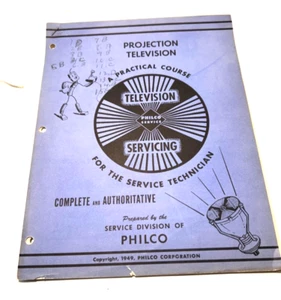 PROJECTION
TELEVISION
A PRACTICAL COURSE
TELEVISION
PHILCO
SERVICE
SERVICING
FOR THE SERVICE TECHNICIAN
COMPLETE AND AUTHORITATIVE
Prepared by the
SERVICE DIVISION OF
PHILCO
Copyright, 1949, PHILCO CORPORATION